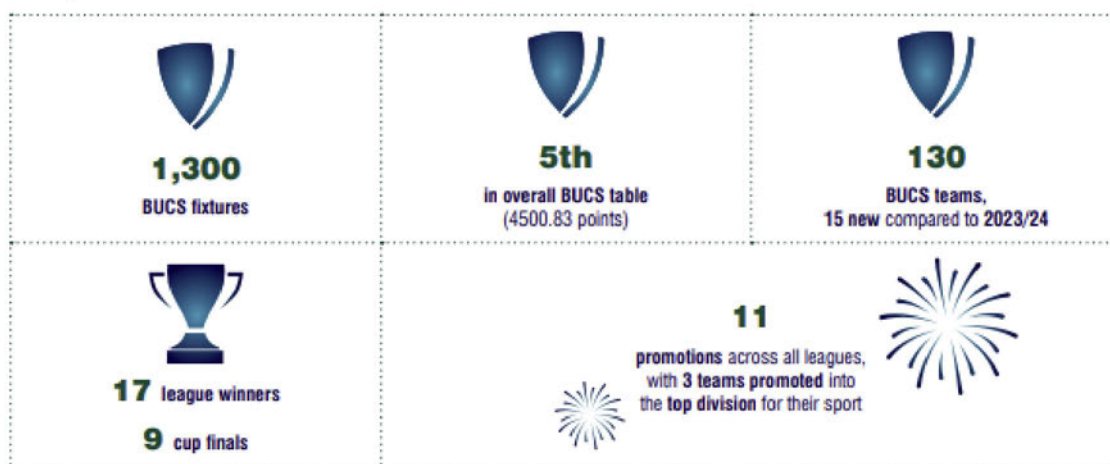 1,300
BUCS fixtures
5th
in overall BUCS table
(4500.83 points)
130
BUCS teams,
15 new compared to 2023/24
17 league winners
9 cup finals
11
promotions across all leagues,
with 3 teams promoted into
the top division for their sport